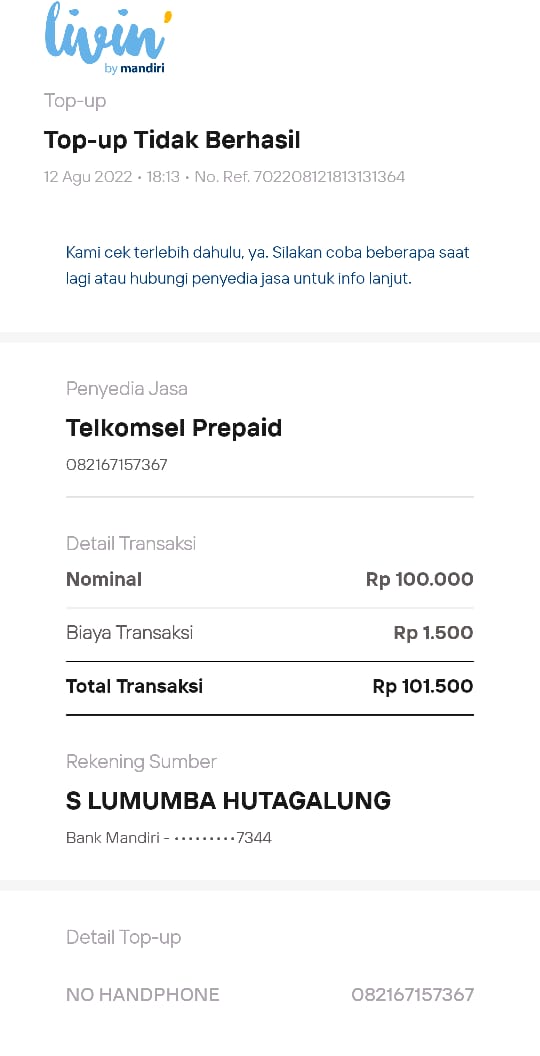 livin'
by mandiri
Top-up
Top-up Tidak Berhasil
12 Agu 2022 • 18:13 • No. Ref. 702208121813131364
Kami cek terlebih dahulu, ya. Silakan coba beberapa saat
lagi atau hubungi penyedia jasa untuk info lanjut.
Penyedia Jasa
Telkomsel Prepaid
082167157367
Detail Transaksi
Nominal Rp 100.000
Biaya Transaksi Rp 1.500
Total Transaksi Rp 101.500
Rekening Sumber
S LUMUMBA HUTAGALUNG
Bank Mandiri - •••••••••7344
Detail Top-up
NO HANDPHONE 082167157367